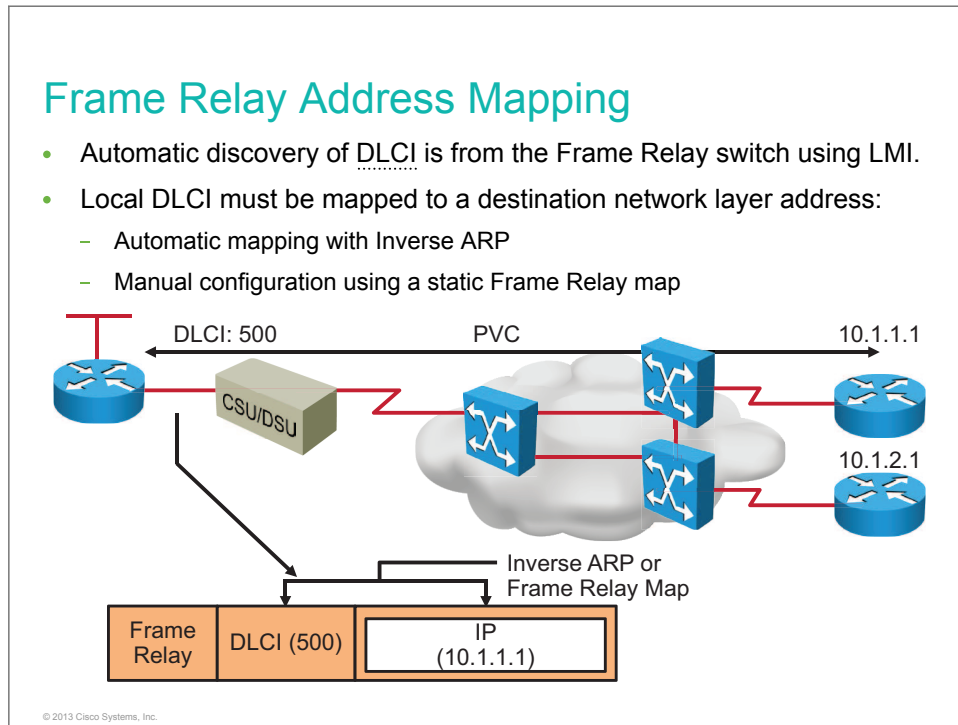 Frame Relay Address Mapping
• Automatic discovery of DLCI is from the Frame Relay switch using LMI.
• Local DLCI must be mapped to a destination network layer address:
– Automatic mapping with Inverse ARP
– Manual configuration using a static Frame Relay map
DLCI: 500 PVC 10.1.1.1
CSU/DSU
10.1.2.1
Inverse ARP or
Frame Relay Map
Frame
Relay
DLCI (500)
IP
(10.1.1.1)
© 2013 Cisco Systems, Inc.